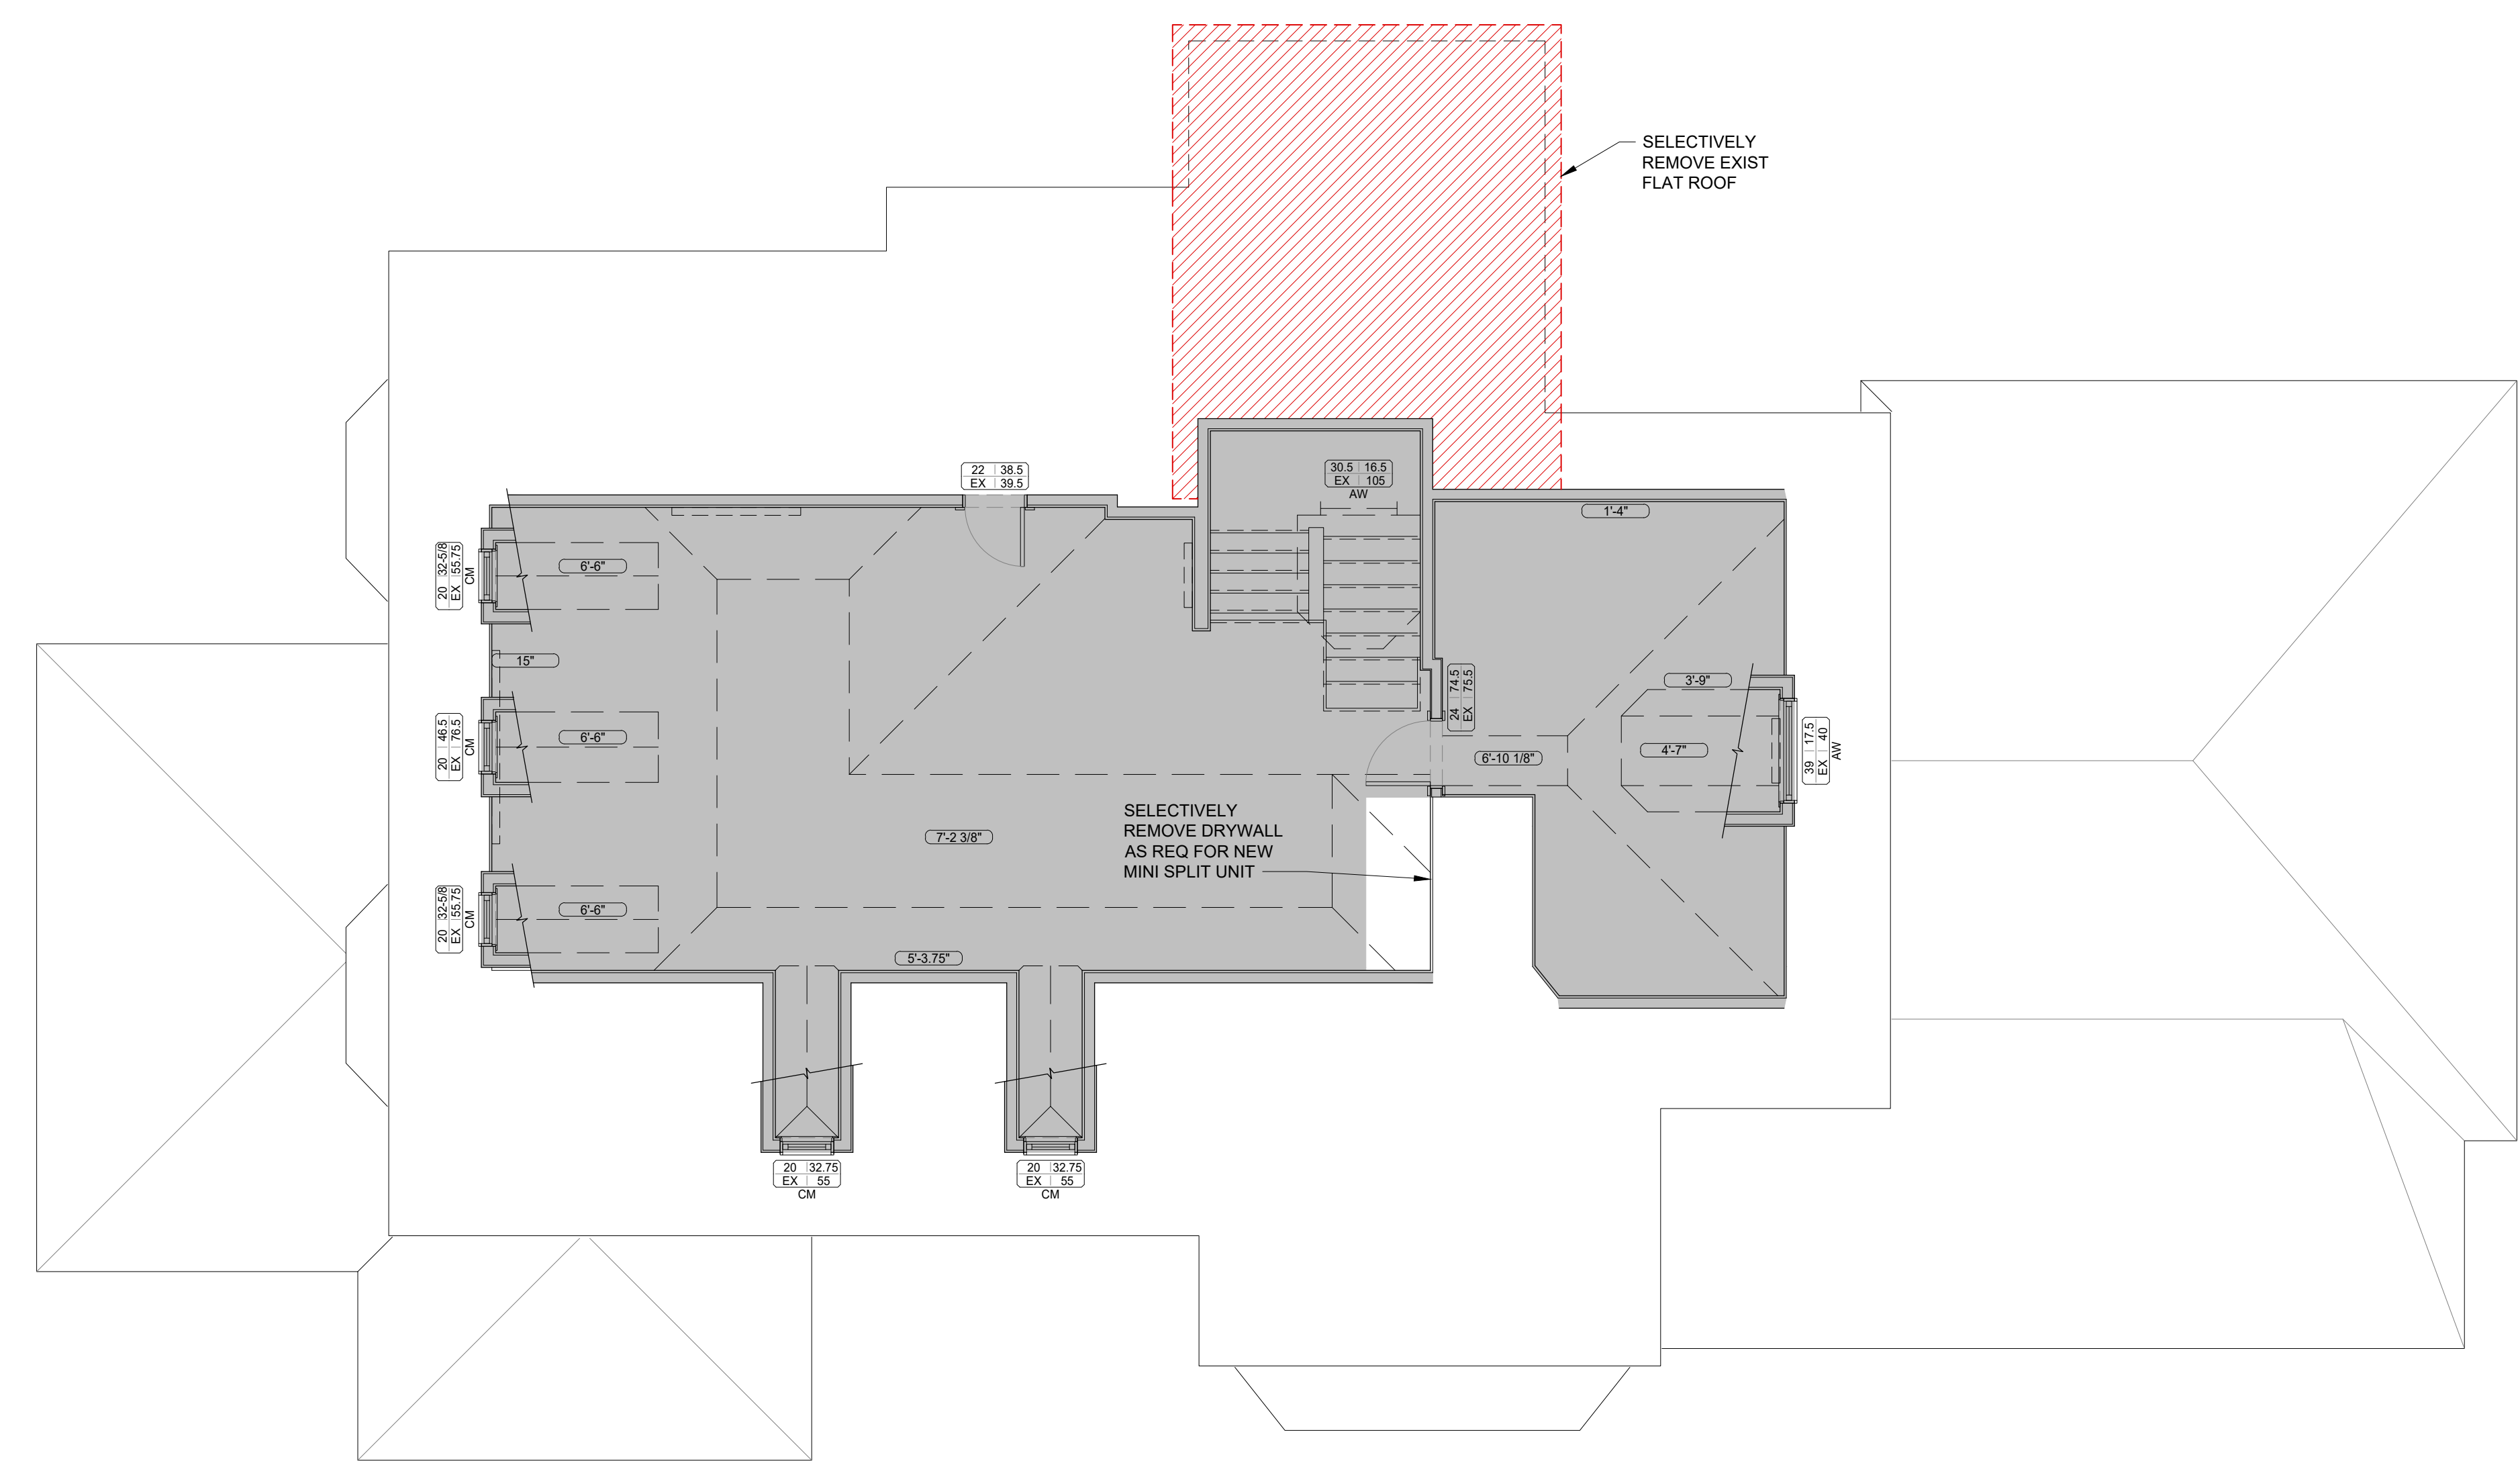 SELECTIVELY
REMOVE EXIST
FLAT ROOF
22 38.5
EX 39.5
30.5 16.5
EX 105
AW
1'-4"
20 32-5/8
EX 55.75
CM
6'-6"
15"
20 46.5
EX 76.5
CM
6'-6"
24 74.5
EX 75.5
3'-9"
4'-7"
6'-10 1/8"
39 17.5
EX 40
AW
SELECTIVELY
REMOVE DRYWALL
AS REQ FOR NEW
MINI SPLIT UNIT
7'-2 3/8"
20 32-5/8
EX 55.75
CM
6'-6"
5'-3.75"
20 32.75
EX 55
CM
20 32.75
EX 55
CM